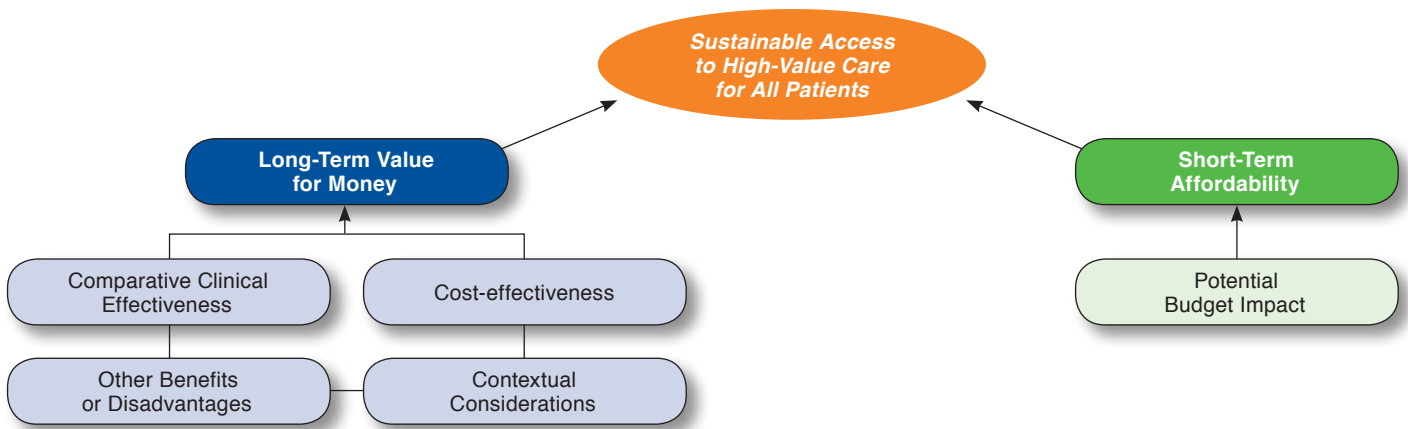 Sustainable Access
to High-Value Care
for All Patients
Long-Term Value
for Money
Short-Term
Affordability
Comparative Clinical
Effectiveness
Cost-effectiveness
Potential
Budget Impact
Other Benefits
or Disadvantages
Contextual
Considerations